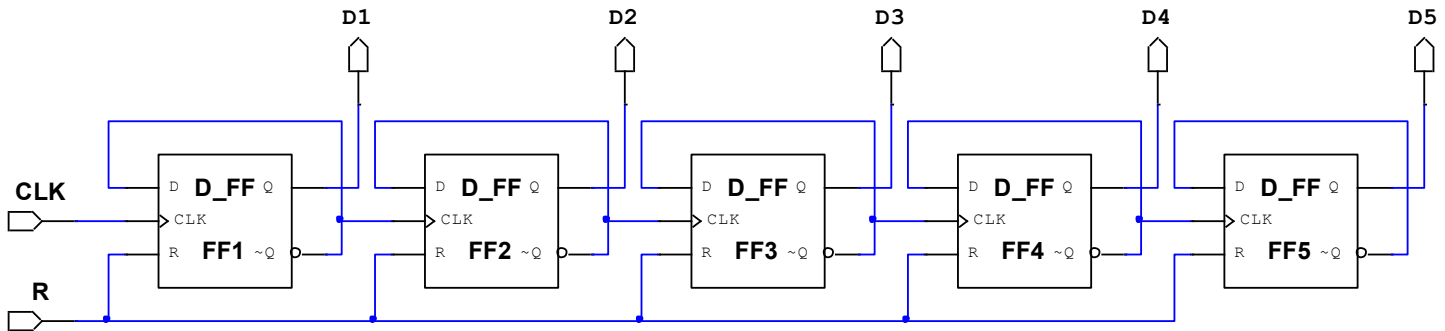 D1 D2 D3 D4 D5
D D_FF Q D D_FF Q D D_FF Q D D_FF Q D D_FF Q
CLK
CLK CLK CLK CLK CLK
R FF1 ~Q R FF2 ~Q R FF3 ~Q R FF4 ~Q R FF5 ~Q
R